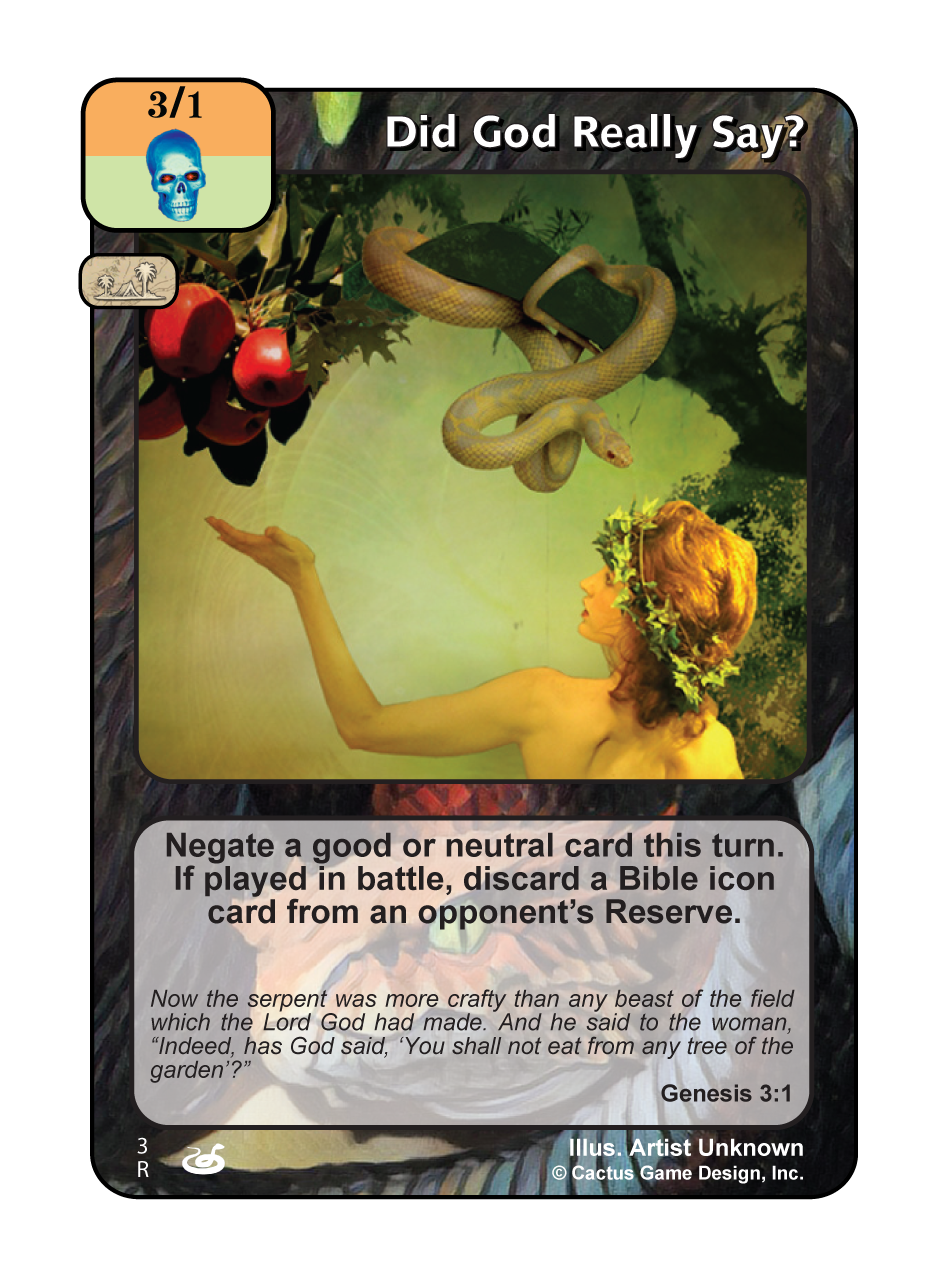 3/1
Did God Really Say?
Negate a good or neutral card this turn.
If played in battle, discard a Bible icon
card from an opponent’s Reserve.
Now the serpent was more crafty than any beast of the field
which the Lord God had made. And he said to the woman,
“Indeed, has God said, ‘You shall not eat from any tree of the
garden’?”
Genesis 3:1
3
R
Illus. Artist Unknown
© Cactus Game Design, Inc.